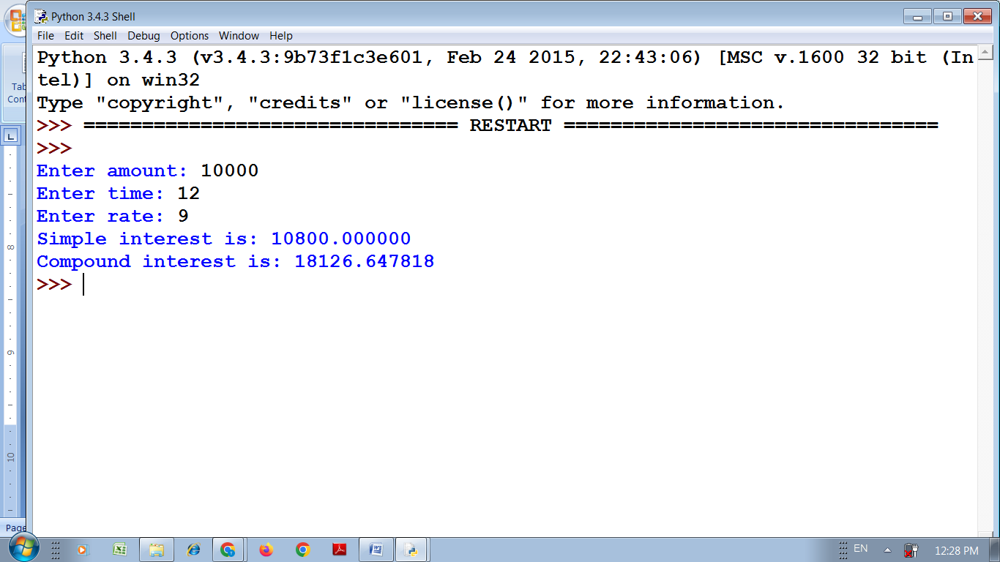 Python 3.4.3 Shell
File Edit Shell Debug Options Window Help
Python 3.4.3 (v3.4.3:9b73f1c3e601, Feb 24 2015, 22:43:06) [MSC v.1600 32 bit (In
tel)] on win32
Type "copyright", "credits" or "license()" for more information.
>>> ================================ RESTART ================================
>>>
Enter amount: 10000
Enter time: 12
Enter rate: 9
Simple interest is: 10800.000000
Compound interest is: 18126.647818
>>>
Tab
Cont
8
9
10
Page
EN
12:28 PM